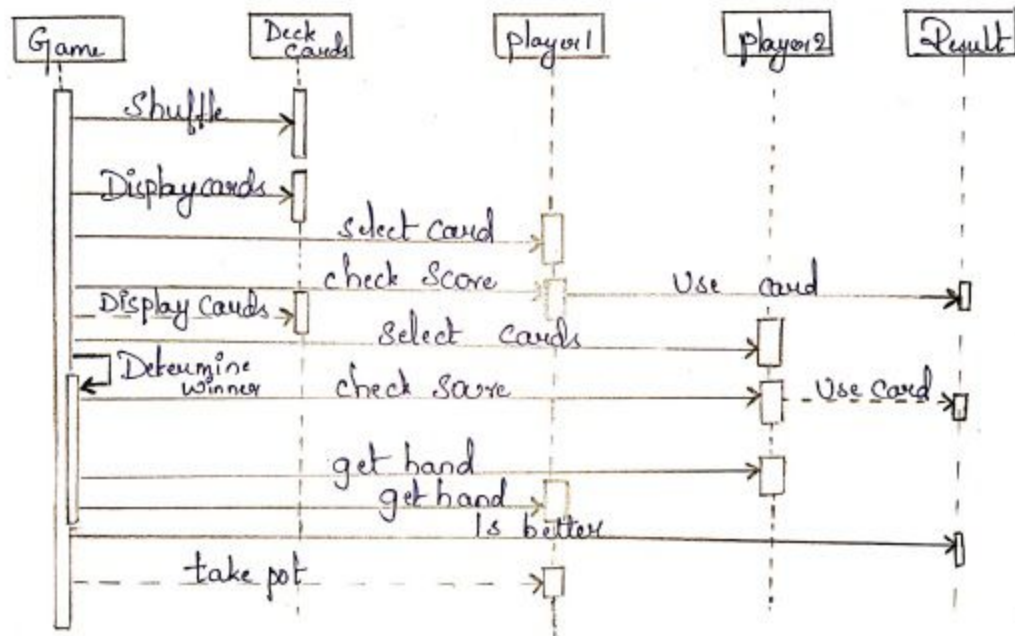 Game
Deck
cards
player1
player2
Result
Shuffle
Display cards
select card
check Score
Use card
Display Cards
select cards
Determine
winner
check Score
Use card
get hand
get hand
Is better
take pot